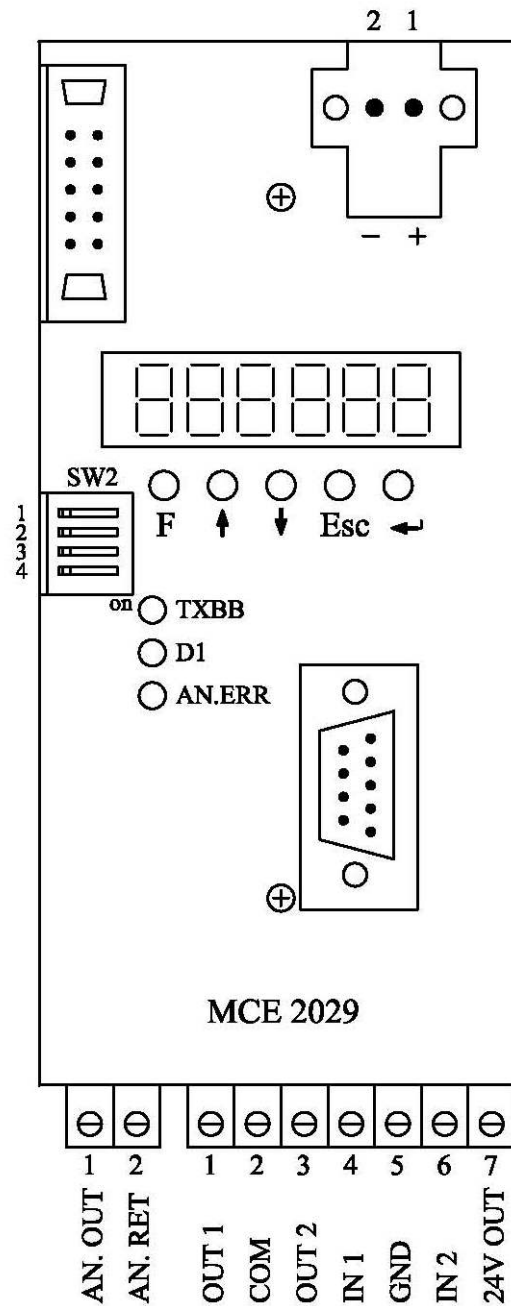 2 1
− +
SW2
1
2
3
4
F ↑ ↓ Esc ↵
on
TXBB
D1
AN.ERR
MCE 2029
1 2 1 2 3 4 5 6 7
AN. OUT
AN. RET
OUT 1
COM
OUT 2
IN 1
GND
IN 2
24V OUT